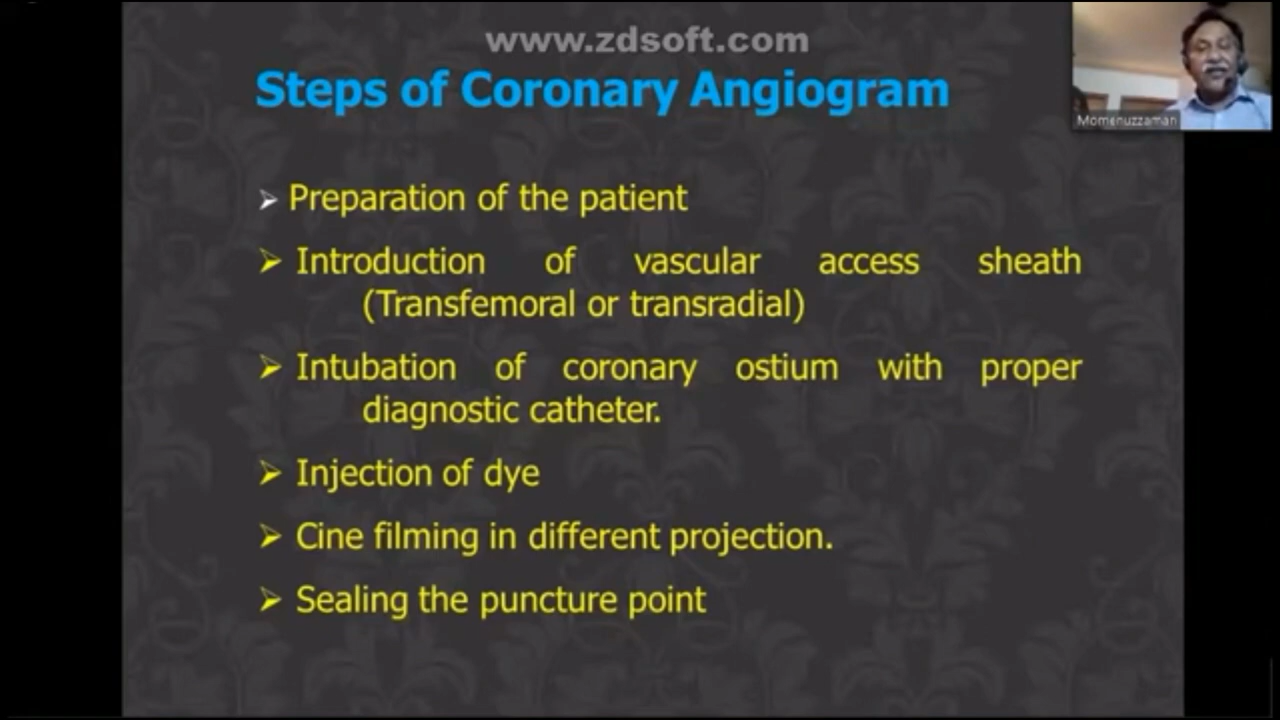 www.zdsoft.com
Steps of Coronary Angiogram
Momenuzzaman
Preparation of the patient
Introduction of vascular access sheath
(Transfemoral or transradial)
Intubation of coronary ostium with proper
diagnostic catheter.
Injection of dye
Cine filming in different projection.
Sealing the puncture point